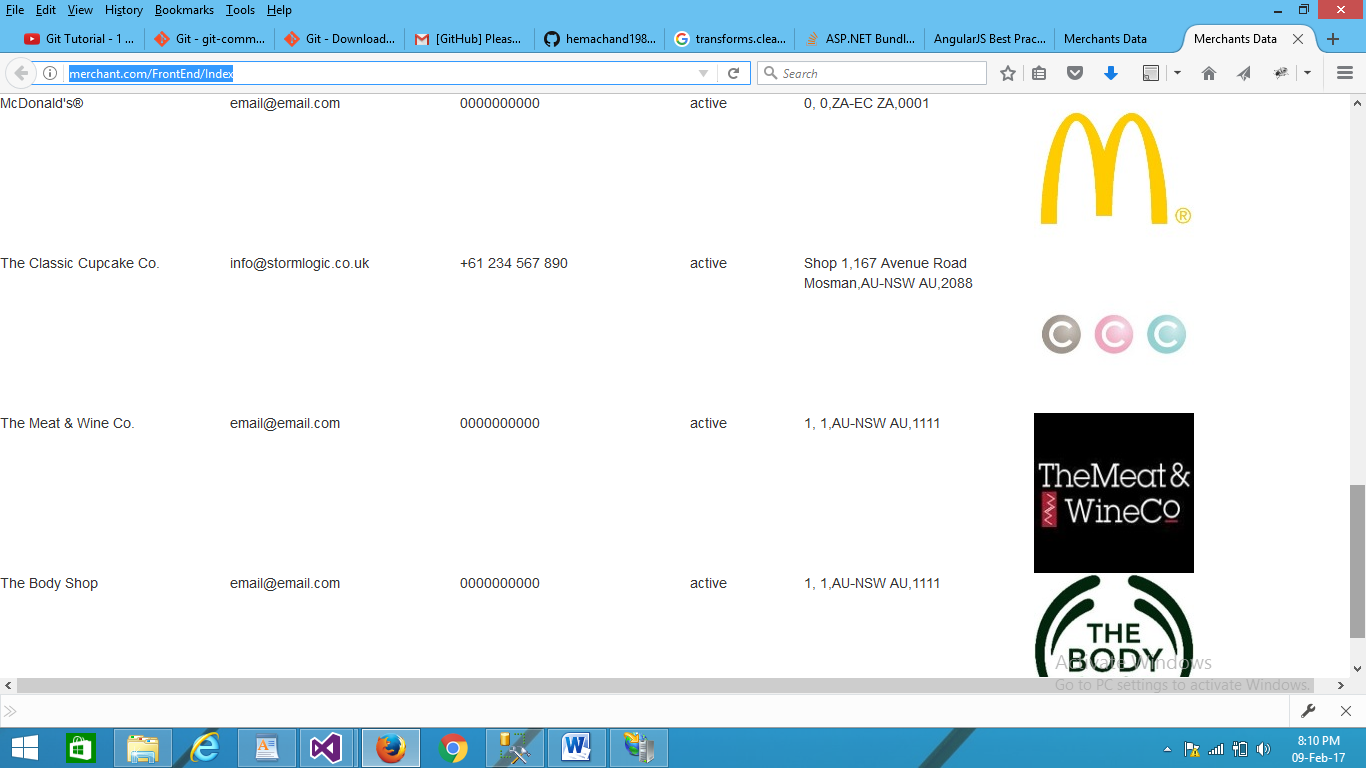 File Edit View History Bookmarks Tools Help
Git Tutorial - 1 ... Git - git-comm... Git - Download... [GitHub] Pleas... hemachand198... transforms.clea... ASP.NET Bundl... AngularJS Best Prac... Merchants Data Merchants Data
merchant.com/FrontEnd/Index Search
McDonald's® email@email.com 0000000000 active 0, 0,ZA-EC ZA,0001
®
The Classic Cupcake Co. info@stormlogic.co.uk +61 234 567 890 active Shop 1,167 Avenue Road
Mosman,AU-NSW AU,2088
C C C
The Meat & Wine Co. email@email.com 0000000000 active 1, 1,AU-NSW AU,1111
TheMeat&
WineCo
The Body Shop email@email.com 0000000000 active 1, 1,AU-NSW AU,1111
THE
BODY
Activate Windows
Go to PC settings to activate Windows.
8:10 PM
09-Feb-17